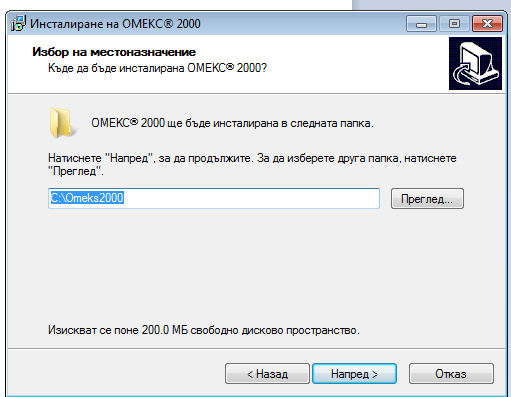 Инсталиране на ОМЕКС® 2000
Избор на местоназначение
Къде да бъде инсталирана ОМЕКС® 2000?
ОМЕКС® 2000 ще бъде инсталирана в следната папка.
Натиснете "Напред", за да продължите. За да изберете друга папка, натиснете
"Преглед".
C:\Omeks2000
Преглед...
Изискват се поне 200.0 МБ свободно дисково пространство.
< Назад
Напред >
Отказ